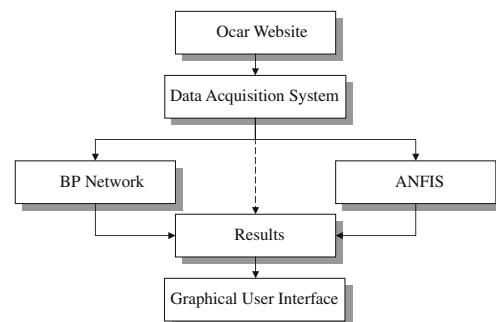 Ocar Website
Data Acquisition System
BP Network
ANFIS
Results
Graphical User Interface